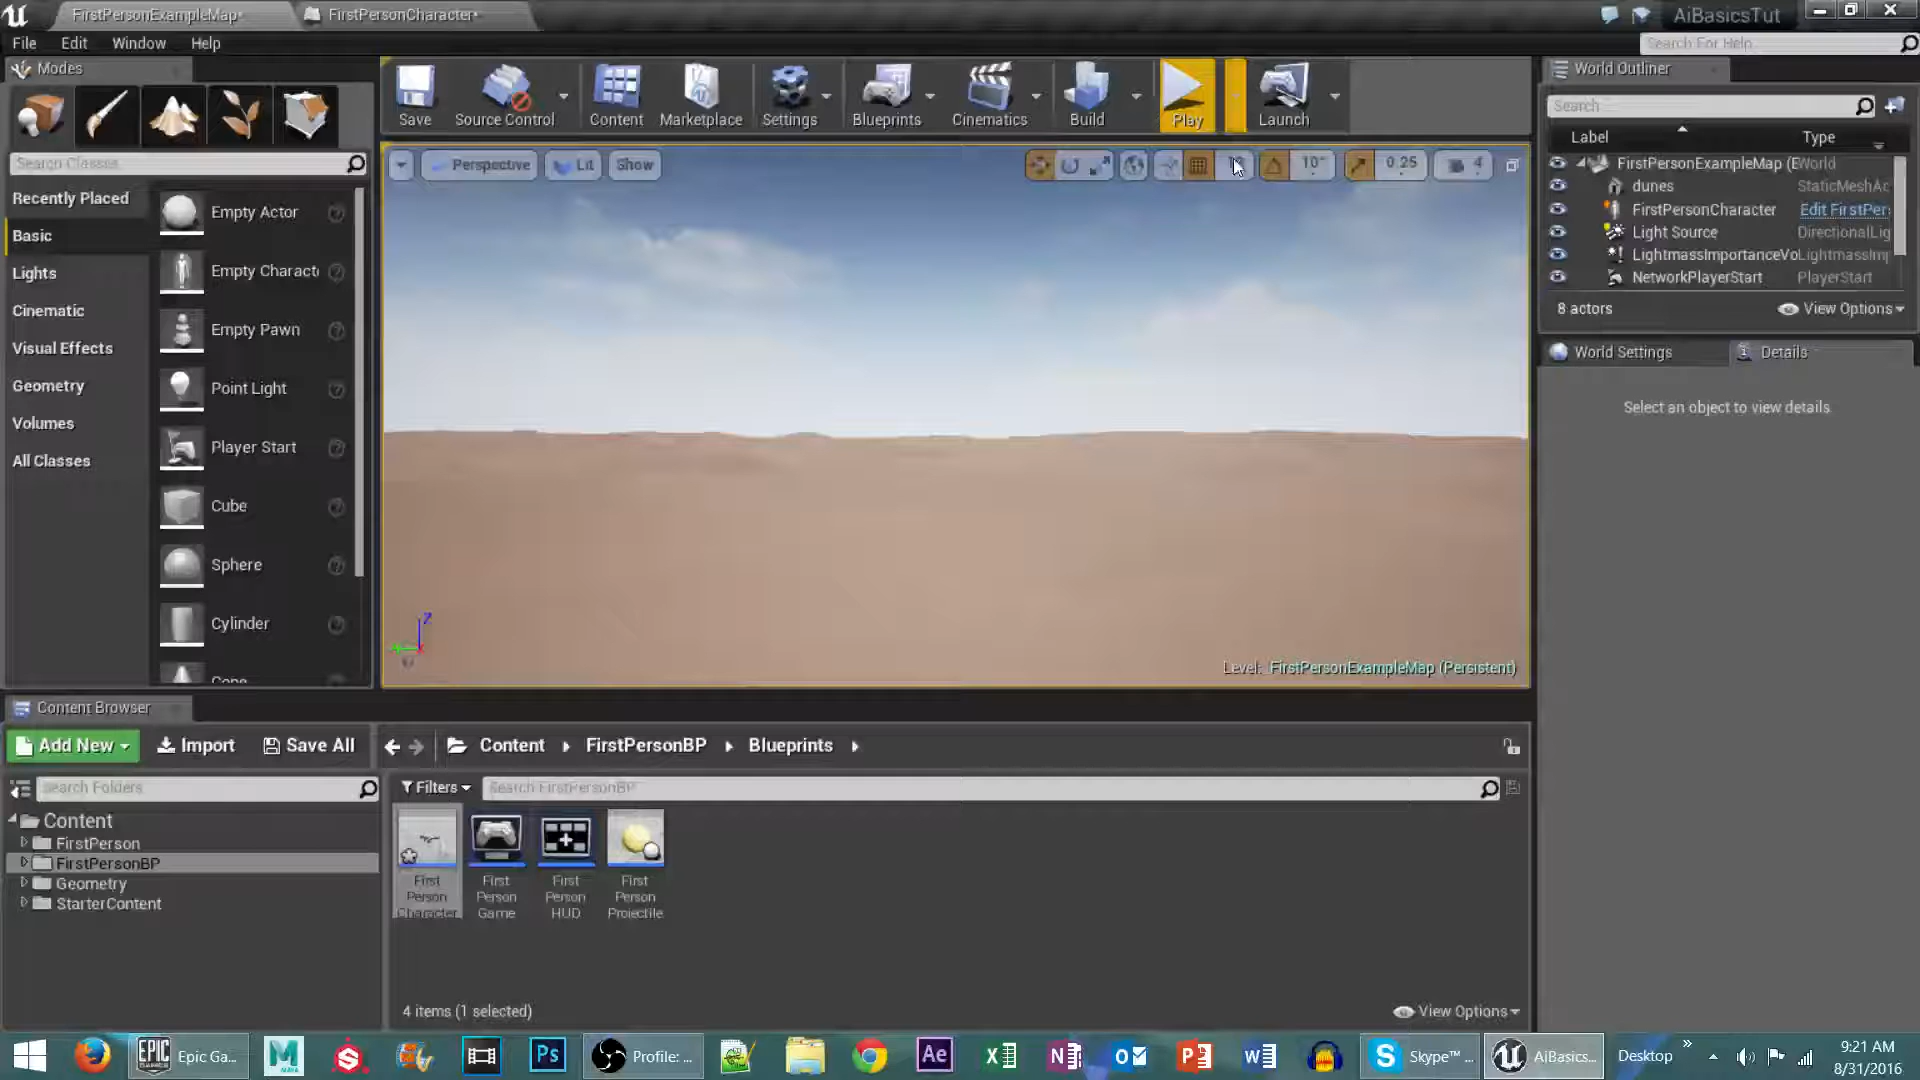 FirstPersonExampleMap*
FirstPersonCharacter*
AiBasicsTut
File Edit Window Help
Search For Help
Modes
Search Classes
Recently Placed
Basic
Lights
Cinematic
Visual Effects
Geometry
Volumes
All Classes
Empty Actor
Empty Charact
Empty Pawn
Point Light
Player Start
Cube
Sphere
Cylinder
Cone
Save
Source Control
Content
Marketplace
Settings
Blueprints
Cinematics
Build
Play
Launch
Perspective
Lit
Show
10°
0.25
4
Z
Level: FirstPersonExampleMap (Persistent)
World Outliner
Search
Label Type
FirstPersonExampleMap (E World
dunes StaticMeshAc
FirstPersonCharacter Edit FirstPer
Light Source DirectionalLig
LightmassImportanceVo LightmassImp
NetworkPlayerStart PlayerStart
8 actors
View Options
World Settings
Details
Select an object to view details.
Content Browser
Add New
Import
Save All
Content
FirstPersonBP
Blueprints
Search Folders
Filters
Search FirstPersonBP
Content
FirstPerson
FirstPersonBP
Geometry
StarterContent
First Person Character
First Person Game
First Person HUD
First Person Projectile
4 items (1 selected)
View Options
EPIC
Epic Ga...
MAYA
Ps
Profile: ...
Ae
Skype™ ...
AiBasics...
Desktop
9:21 AM
8/31/2016